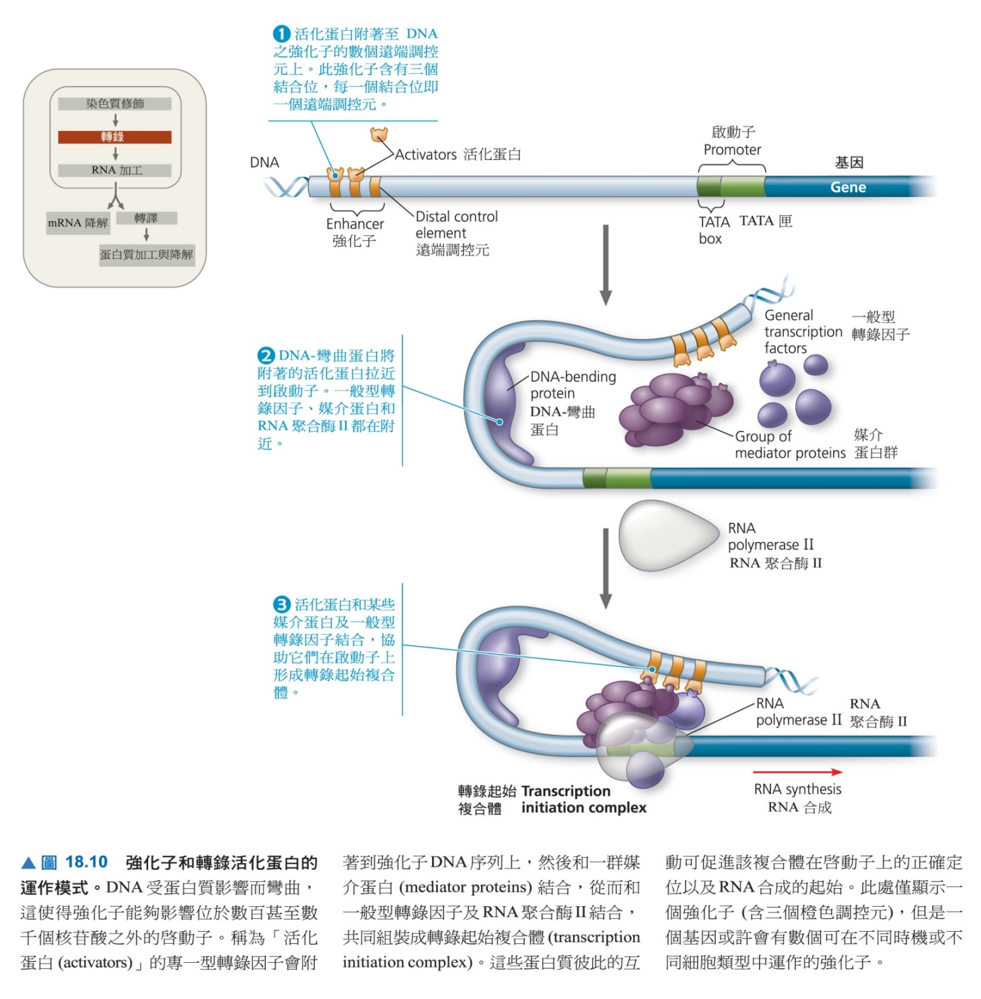 ❶ 活化蛋白附著至 DNA
之強化子的數個遠端調控
元上。此強化子含有三個
結合位，每一個結合位即
一個遠端調控元。
染色質修飾
轉錄
RNA 加工
mRNA 降解
轉譯
蛋白質加工與降解
DNA
Activators 活化蛋白
啟動子
Promoter
基因
Gene
Enhancer
強化子
Distal control
element
遠端調控元
TATA
box
TATA 匣
❷ DNA-彎曲蛋白將
附著的活化蛋白拉近
到啟動子。一般型轉
錄因子、媒介蛋白和
RNA 聚合酶 II 都在附
近。
DNA-bending
protein
DNA-彎曲
蛋白
General
transcription
factors
一般型
轉錄因子
Group of
mediator proteins
媒介
蛋白群
RNA
polymerase II
RNA 聚合酶 II
❸ 活化蛋白和某些
媒介蛋白及一般型
轉錄因子結合，協
助它們在啟動子上
形成轉錄起始複合
體。
RNA
polymerase II
RNA
聚合酶 II
轉錄起始
複合體
Transcription
initiation complex
RNA synthesis
RNA 合成
▲圖 18.10 強化子和轉錄活化蛋白的
運作模式。DNA 受蛋白質影響而彎曲，
這使得強化子能夠影響位於數百甚至數
千個核苷酸之外的啓動子。稱為「活化
蛋白 (activators)」的專一型轉錄因子會附
著到強化子 DNA 序列上，然後和一群媒
介蛋白 (mediator proteins) 結合，從而和
一般型轉錄因子及 RNA 聚合酶 II 結合，
共同組裝成轉錄起始複合體 (transcription
initiation complex)。這些蛋白質彼此的互
動可促進該複合體在啓動子上的正確定
位以及 RNA 合成的起始。此處僅顯示一
個強化子 (含三個橙色調控元)，但是一
個基因或許會有數個可在不同時機或不
同細胞類型中運作的強化子。